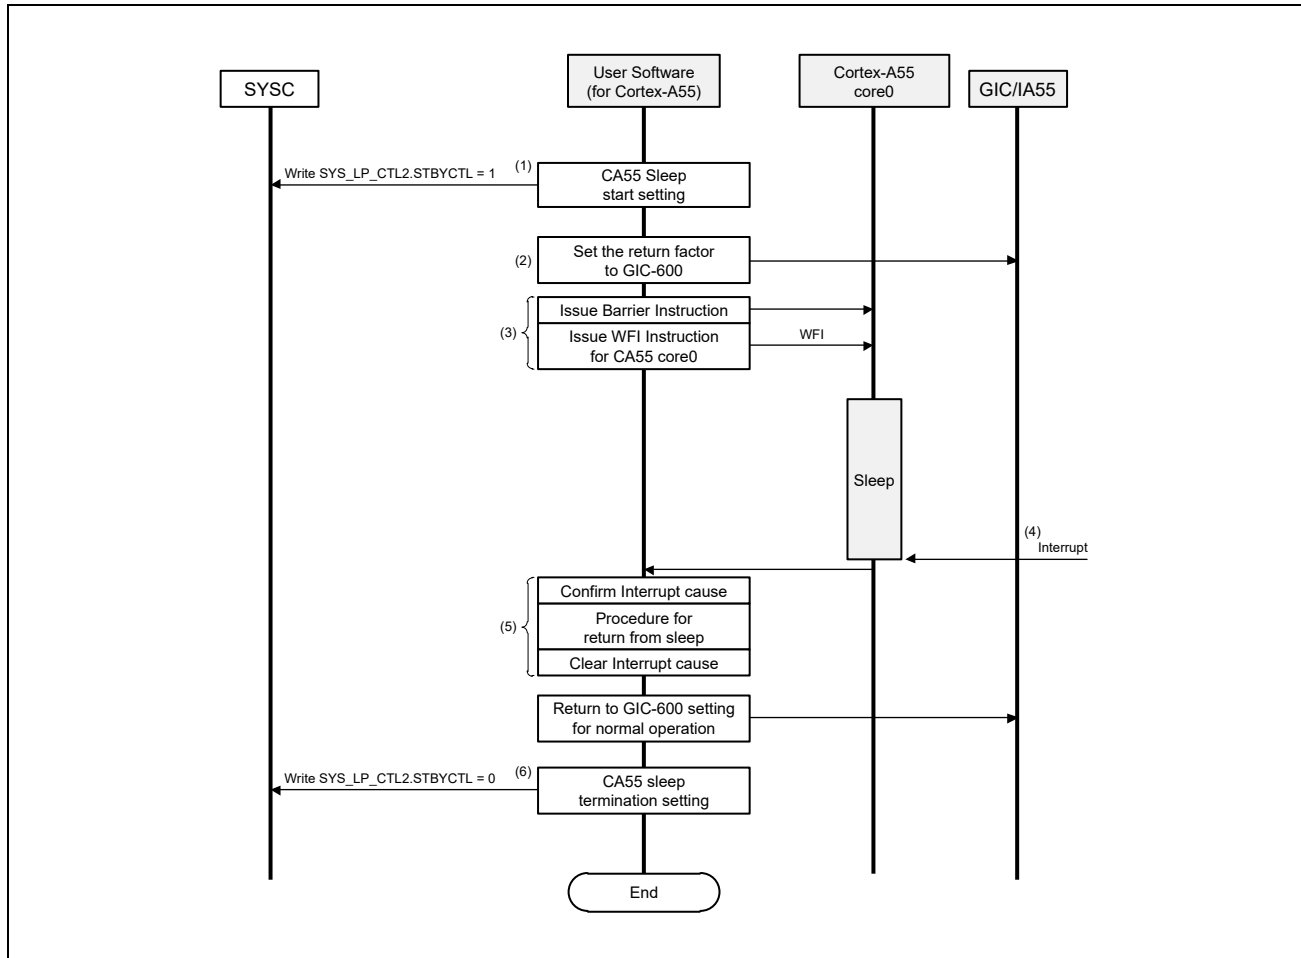 SYSC
User Software
(for Cortex-A55)
Cortex-A55
core0
GIC/IA55
Write SYS_LP_CTL2.STBYCTL = 1
(1)
CA55 Sleep
start setting
(2)
Set the return factor
to GIC-600
(3)
Issue Barrier Instruction
Issue WFI Instruction
for CA55 core0
WFI
Sleep
(4)
Interrupt
(5)
Confirm Interrupt cause
Procedure for
return from sleep
Clear Interrupt cause
Return to GIC-600 setting
for normal operation
Write SYS_LP_CTL2.STBYCTL = 0
(6)
CA55 sleep
termination setting
End